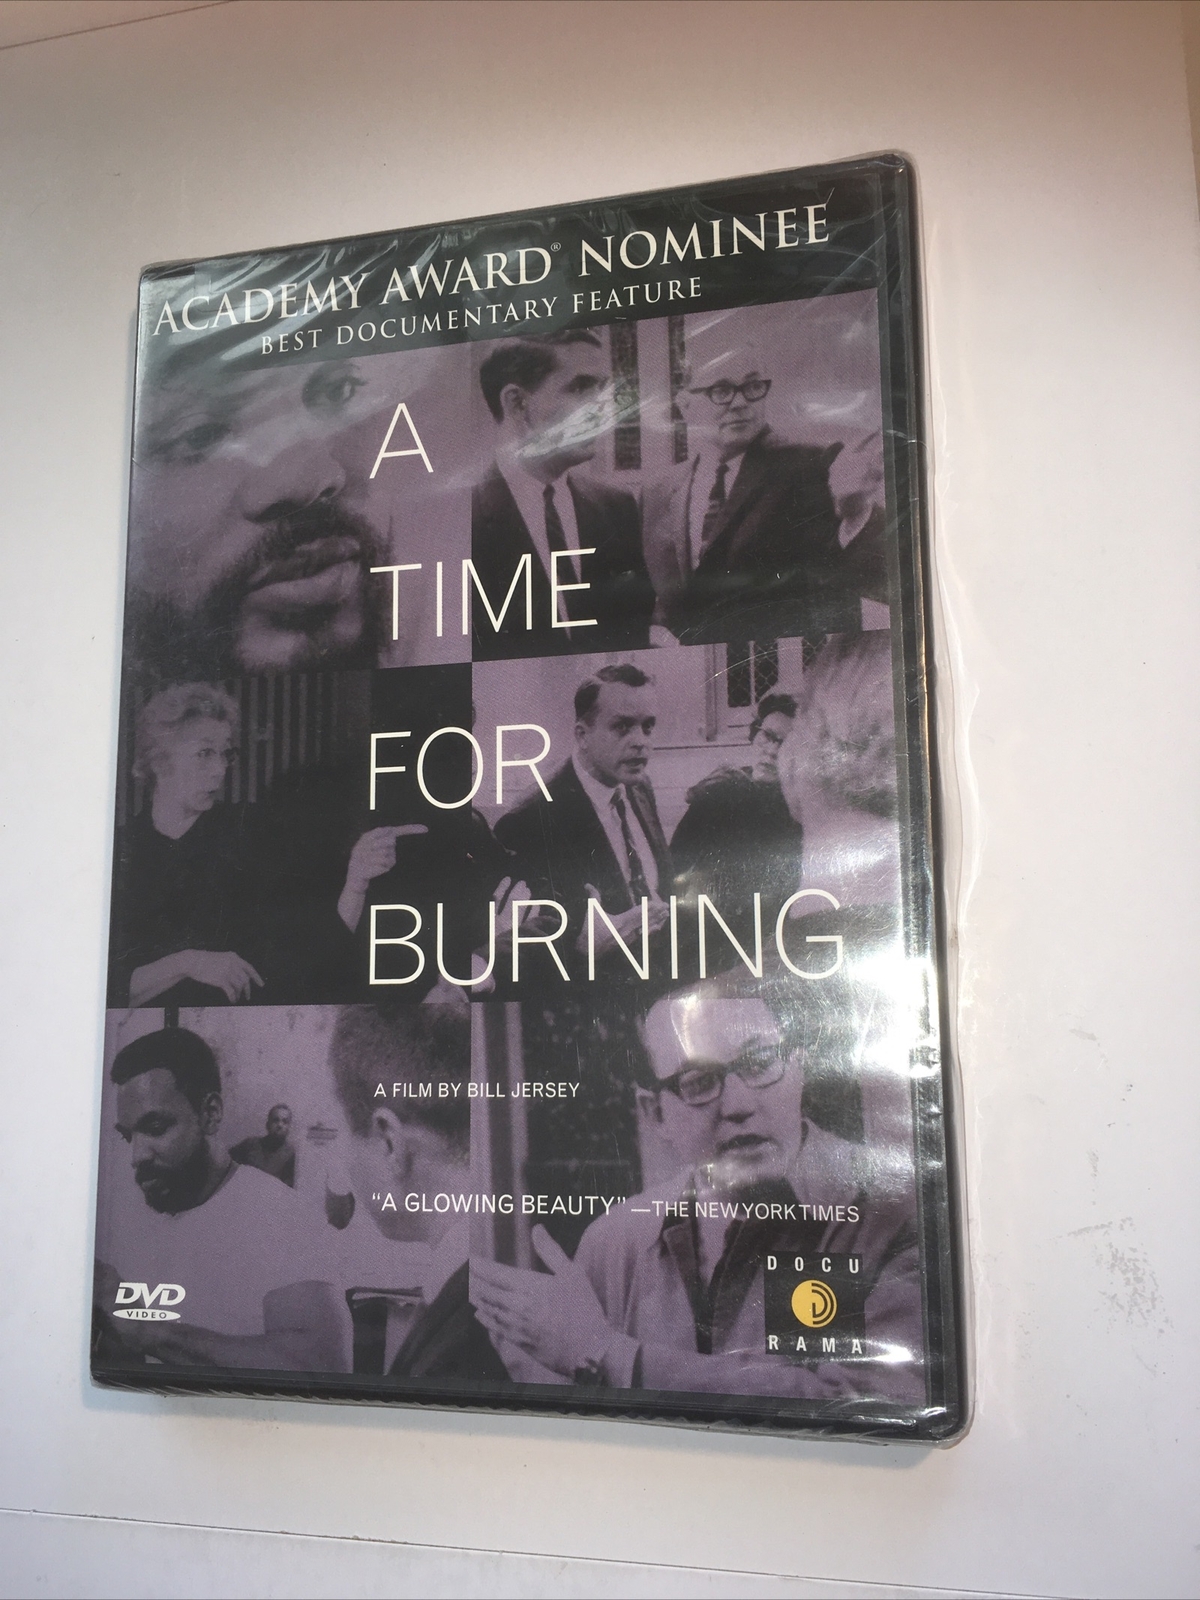 ACADEMY AWARD® NOMINEE
BEST DOCUMENTARY FEATURE
A
TIME
FOR
BURNING
A FILM BY BILL JERSEY
“A GLOWING BEAUTY” —THE NEW YORK TIMES
DVD
VIDEO
DOCU
RAMA